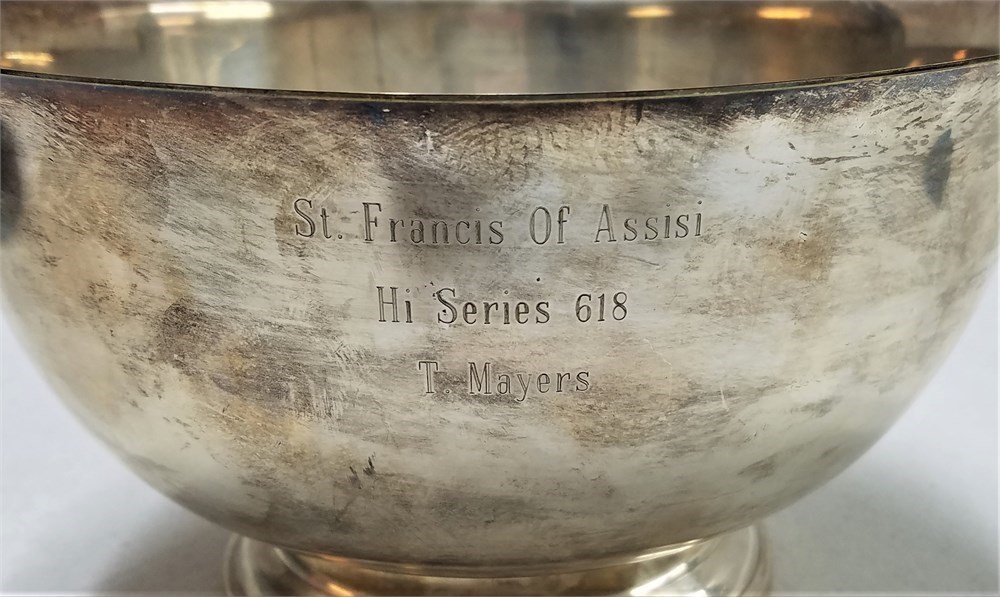 St. Francis Of Assisi
Hi Series 618
T. Mayers